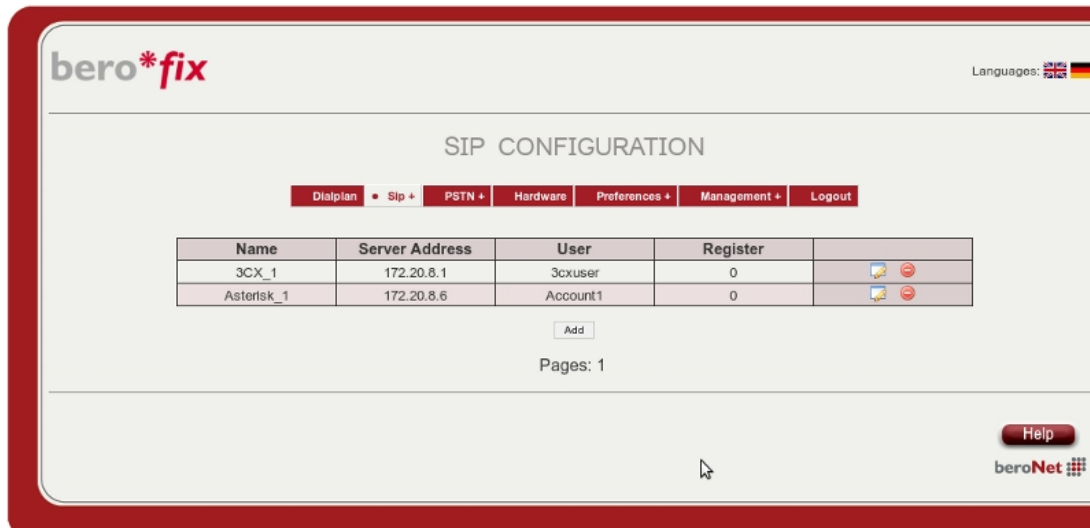 bero*fix
Languages:
SIP CONFIGURATION
Dialplan Sip + PSTN + Hardware Preferences + Management + Logout
Name Server Address User Register
3CX_1 172.20.8.1 3cxuser 0
Asterisk_1 172.20.8.6 Account1 0
Add
Pages: 1
Help
beroNet